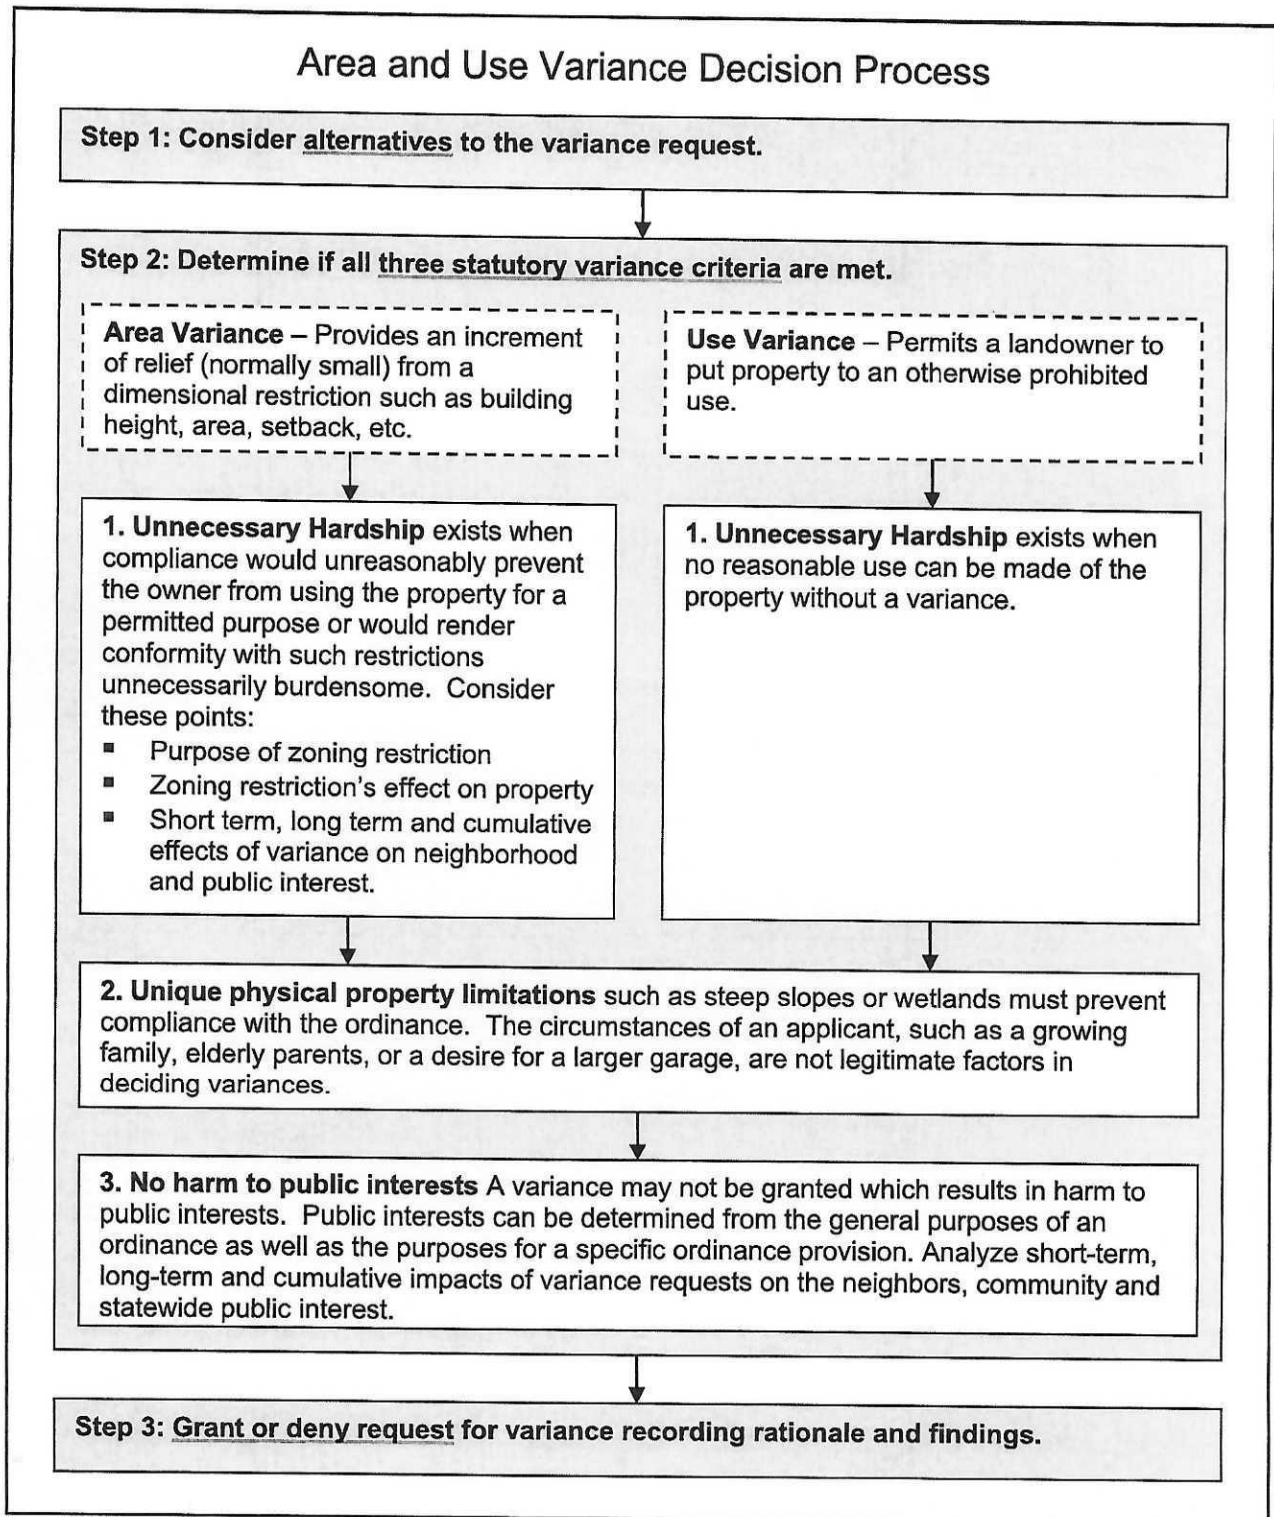 Area and Use Variance Decision Process
Step 1: Consider alternatives to the variance request.
Step 2: Determine if all three statutory variance criteria are met.
Area Variance – Provides an increment
of relief (normally small) from a
dimensional restriction such as building
height, area, setback, etc.
Use Variance – Permits a landowner to
put property to an otherwise prohibited
use.
1. Unnecessary Hardship exists when
compliance would unreasonably prevent
the owner from using the property for a
permitted purpose or would render
conformity with such restrictions
unnecessarily burdensome. Consider
these points:
▪ Purpose of zoning restriction
▪ Zoning restriction's effect on property
▪ Short term, long term and cumulative
effects of variance on neighborhood
and public interest.
1. Unnecessary Hardship exists when
no reasonable use can be made of the
property without a variance.
2. Unique physical property limitations such as steep slopes or wetlands must prevent
compliance with the ordinance. The circumstances of an applicant, such as a growing
family, elderly parents, or a desire for a larger garage, are not legitimate factors in
deciding variances.
3. No harm to public interests A variance may not be granted which results in harm to
public interests. Public interests can be determined from the general purposes of an
ordinance as well as the purposes for a specific ordinance provision. Analyze short-term,
long-term and cumulative impacts of variance requests on the neighbors, community and
statewide public interest.
Step 3: Grant or deny request for variance recording rationale and findings.